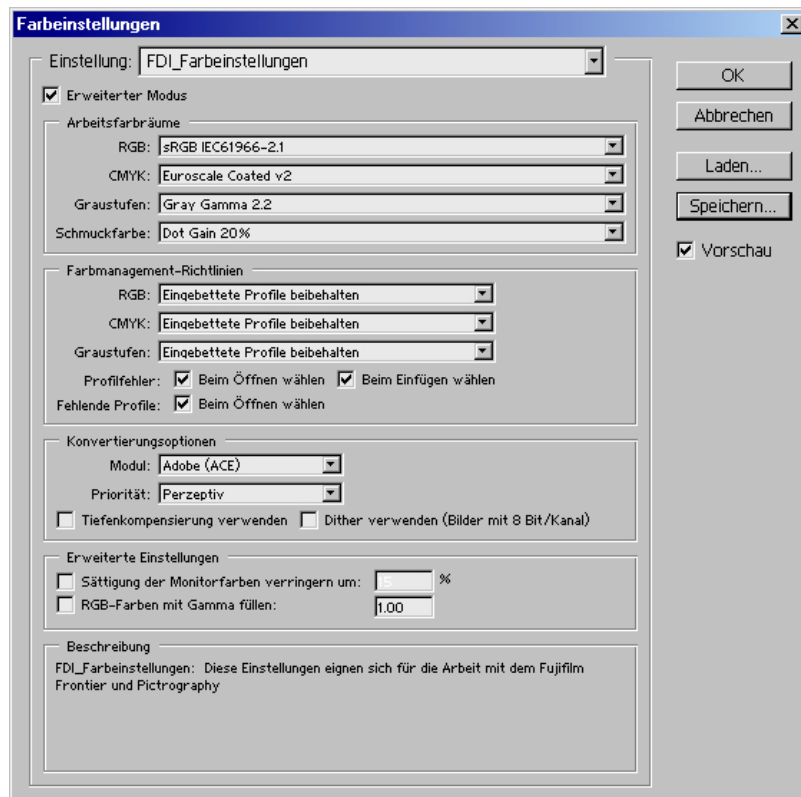 Farbeinstellungen
Einstellung: FDI_Farbeinstellungen
OK
Erweiterter Modus
Abbrechen
Arbeitsfarbräume
RGB: sRGB IEC61966-2.1
Laden...
CMYK: Euroscale Coated v2
Graustufen: Gray Gamma 2.2
Speichern...
Schmuckfarbe: Dot Gain 20%
Vorschau
Farbmanagement-Richtlinien
RGB: Eingebettete Profile beibehalten
CMYK: Eingebettete Profile beibehalten
Graustufen: Eingebettete Profile beibehalten
Profilfehler: Beim Öffnen wählen Beim Einfügen wählen
Fehlende Profile: Beim Öffnen wählen
Konvertierungsoptionen
Modul: Adobe (ACE)
Priorität: Perzeptiv
Tiefenkompensierung verwenden Dither verwenden (Bilder mit 8 Bit/Kanal)
Erweiterte Einstellungen
Sättigung der Monitorfarben verringern um: 15 %
RGB-Farben mit Gamma füllen: 1.00
Beschreibung
FDI_Farbeinstellungen: Diese Einstellungen eignen sich für die Arbeit mit dem Fujifilm
Frontier und Pictrography